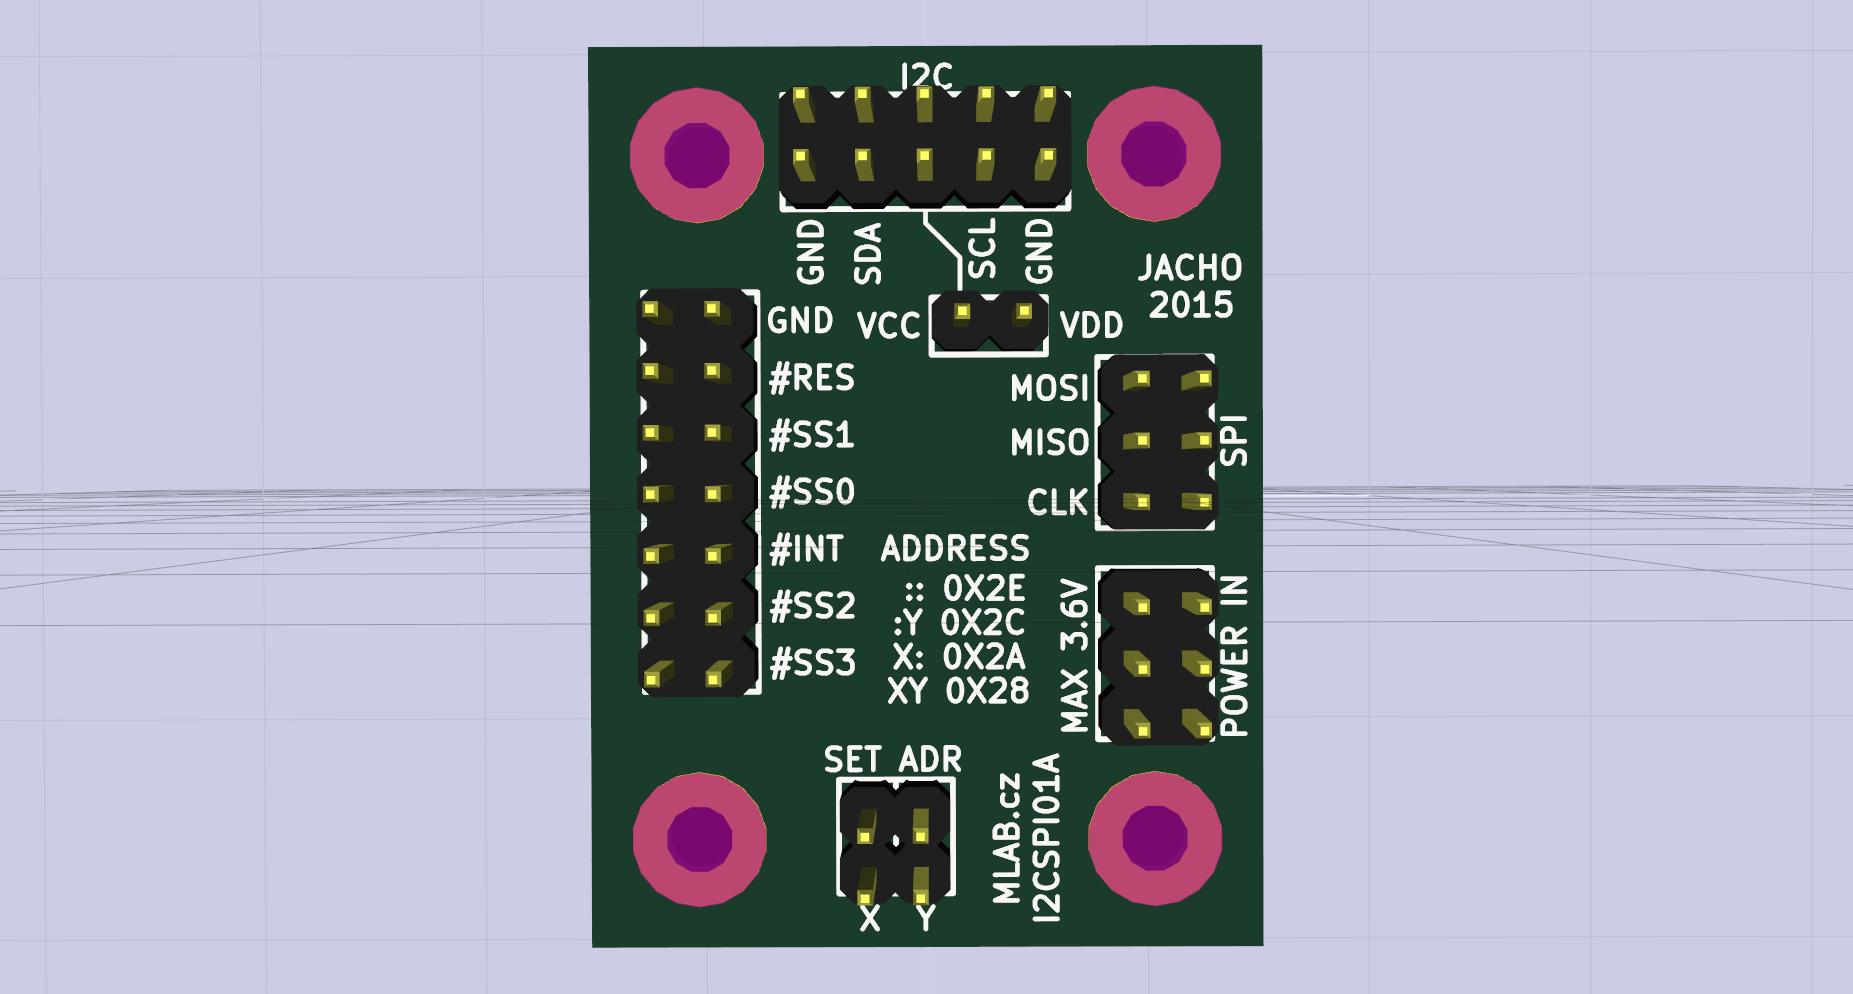 I2C
GND SDA SCL GND
JACHO
2015
VCC VDD
GND
#RES
#SS1
#SS0
#INT
#SS2
#SS3
MOSI
MISO
CLK
SPI
ADDRESS
:: 0X2E
:Y 0X2C
X: 0X2A
XY 0X28
MAX 3.6V
POWER IN
SET ADR
X Y
MLAB.cz
I2CSPI01A